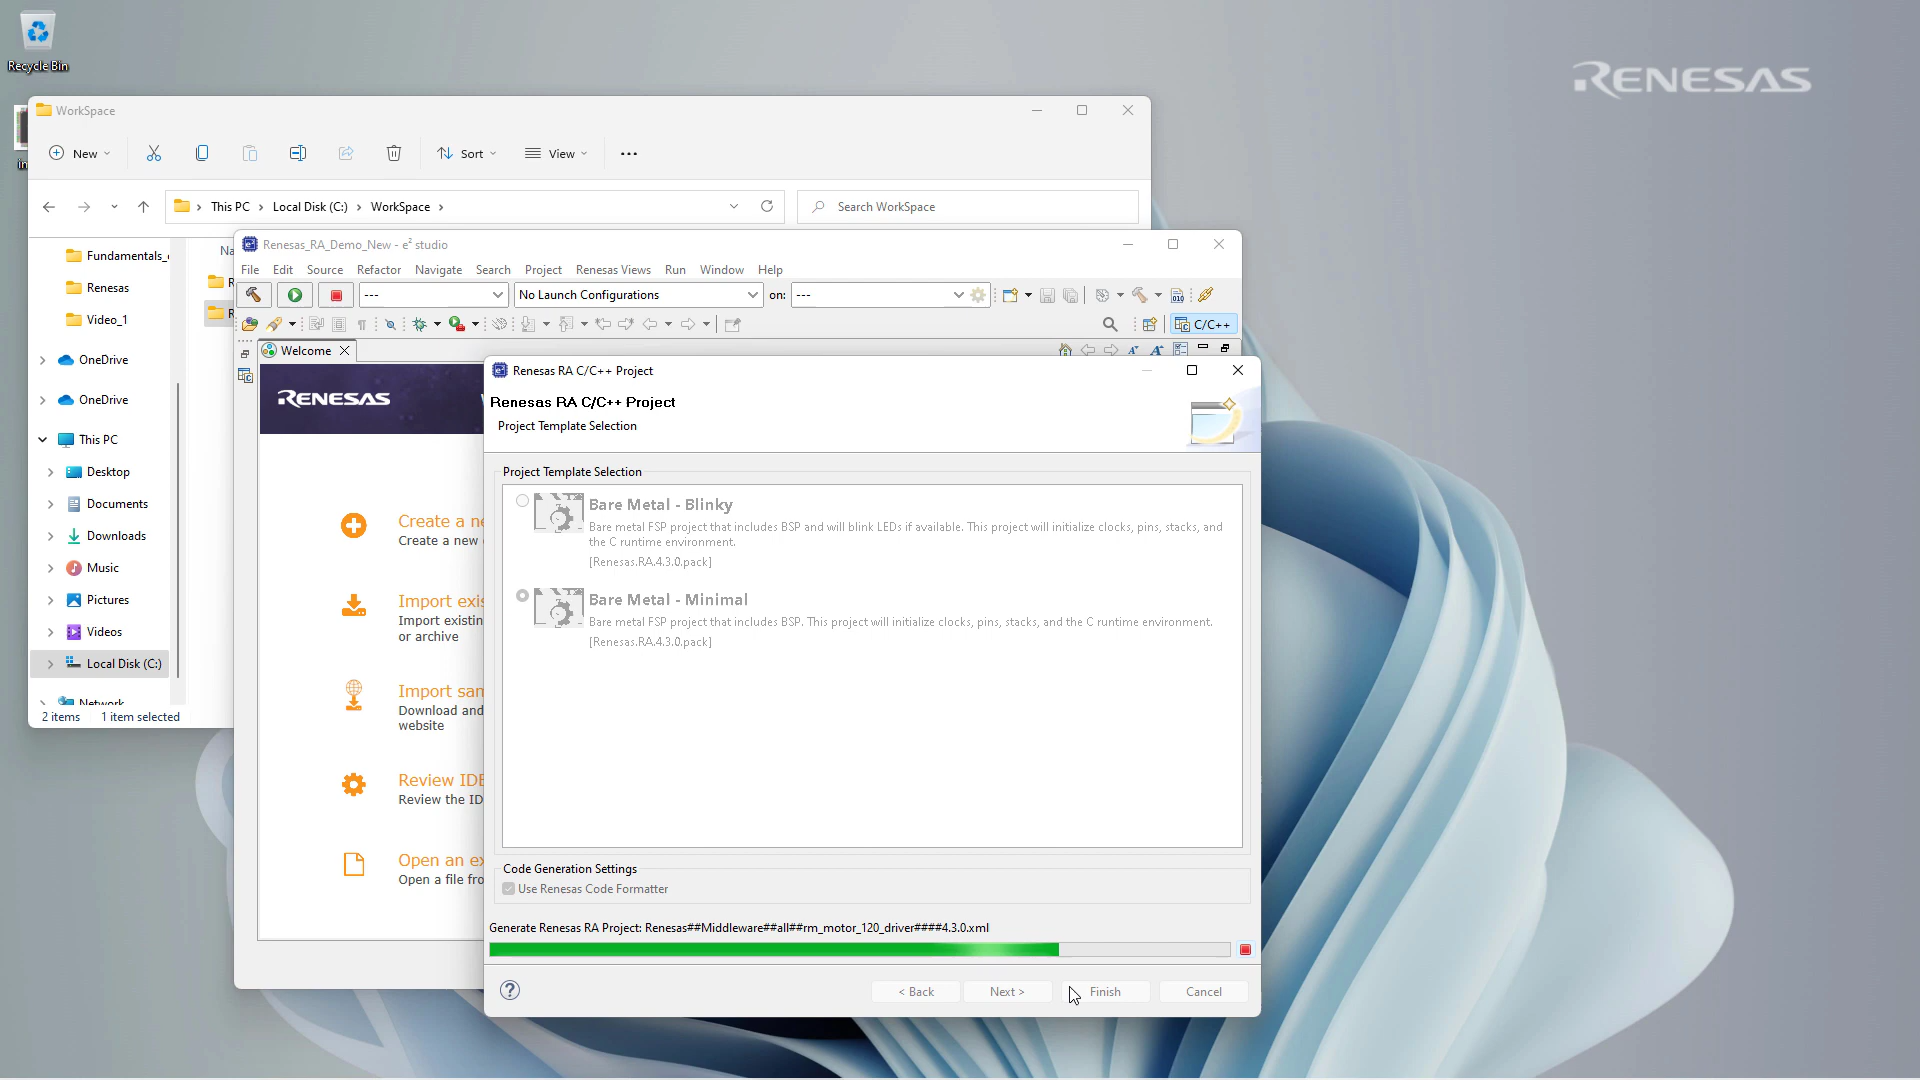 Recycle Bin
RENESAS
WorkSpace
New
Sort
View
This PC
Local Disk (C:)
WorkSpace
Search WorkSpace
Fundamentals_
Renesas
Video_1
OneDrive
OneDrive
This PC
Desktop
Documents
Downloads
Music
Pictures
Videos
Local Disk (C:)
Network
2 items
1 item selected
Renesas_RA_Demo_New - e² studio
File Edit Source Refactor Navigate Search Project Renesas Views Run Window Help
---
No Launch Configurations
on:
---
C/C++
Welcome
RENESAS
Create a ne
Create a new
Import exis
Import existin
or archive
Import sam
Download and
website
Review IDE
Review the ID
Open an ex
Open a file fro
Renesas RA C/C++ Project
Renesas RA C/C++ Project
Project Template Selection
Project Template Selection
Bare Metal - Blinky
Bare metal FSP project that includes BSP and will blink LEDs if available. This project will initialize clocks, pins, stacks, and
the C runtime environment.
[Renesas.RA.4.3.0.pack]
Bare Metal - Minimal
Bare metal FSP project that includes BSP. This project will initialize clocks, pins, stacks, and the C runtime environment.
[Renesas.RA.4.3.0.pack]
Code Generation Settings
Use Renesas Code Formatter
Generate Renesas RA Project: Renesas##Middleware##all##rm_motor_120_driver####4.3.0.xml
< Back
Next >
Finish
Cancel